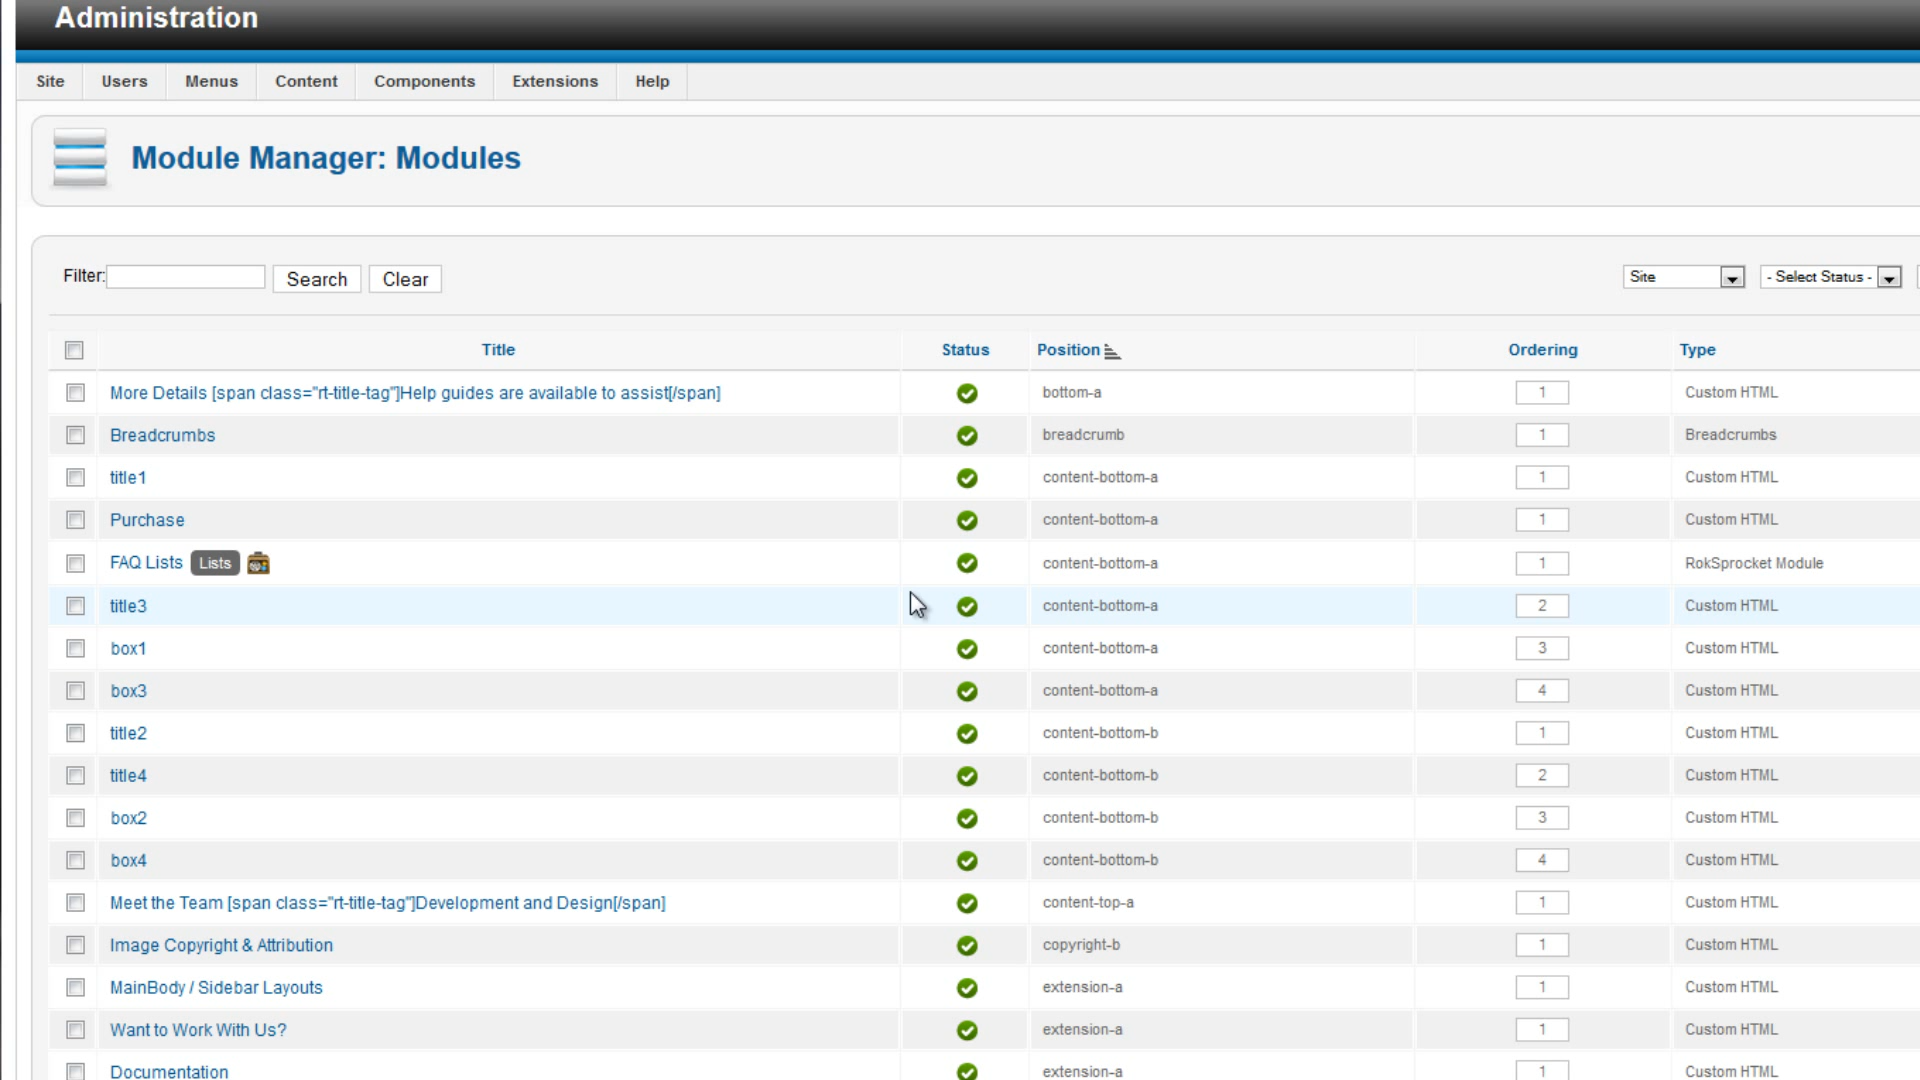 Administration
Site Users Menus Content Components Extensions Help
Module Manager: Modules
Filter: Search Clear Site - Select Status -
Title Status Position Ordering Type
More Details [span class="rt-title-tag"]Help guides are available to assist[/span] bottom-a 1 Custom HTML
Breadcrumbs breadcrumb 1 Breadcrumbs
title1 content-bottom-a 1 Custom HTML
Purchase content-bottom-a 1 Custom HTML
FAQ Lists Lists content-bottom-a 1 RokSprocket Module
title3 content-bottom-a 2 Custom HTML
box1 content-bottom-a 3 Custom HTML
box3 content-bottom-a 4 Custom HTML
title2 content-bottom-b 1 Custom HTML
title4 content-bottom-b 2 Custom HTML
box2 content-bottom-b 3 Custom HTML
box4 content-bottom-b 4 Custom HTML
Meet the Team [span class="rt-title-tag"]Development and Design[/span] content-top-a 1 Custom HTML
Image Copyright & Attribution copyright-b 1 Custom HTML
MainBody / Sidebar Layouts extension-a 1 Custom HTML
Want to Work With Us? extension-a 1 Custom HTML
Documentation extension-a 1 Custom HTML